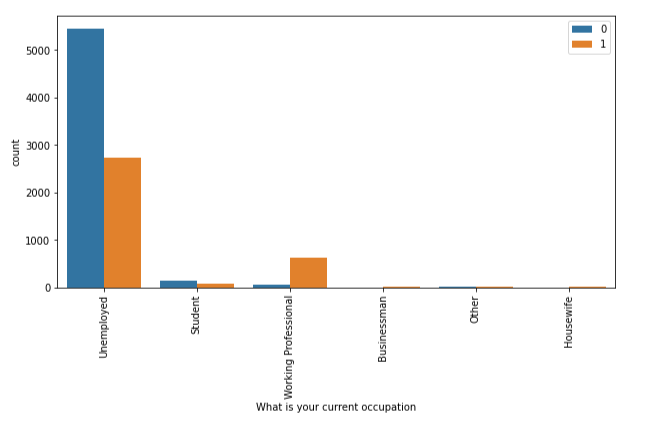 0
1
5000
4000
3000
2000
1000
0
count
Unemployed
Student
Working Professional
Businessman
Other
Housewife
What is your current occupation